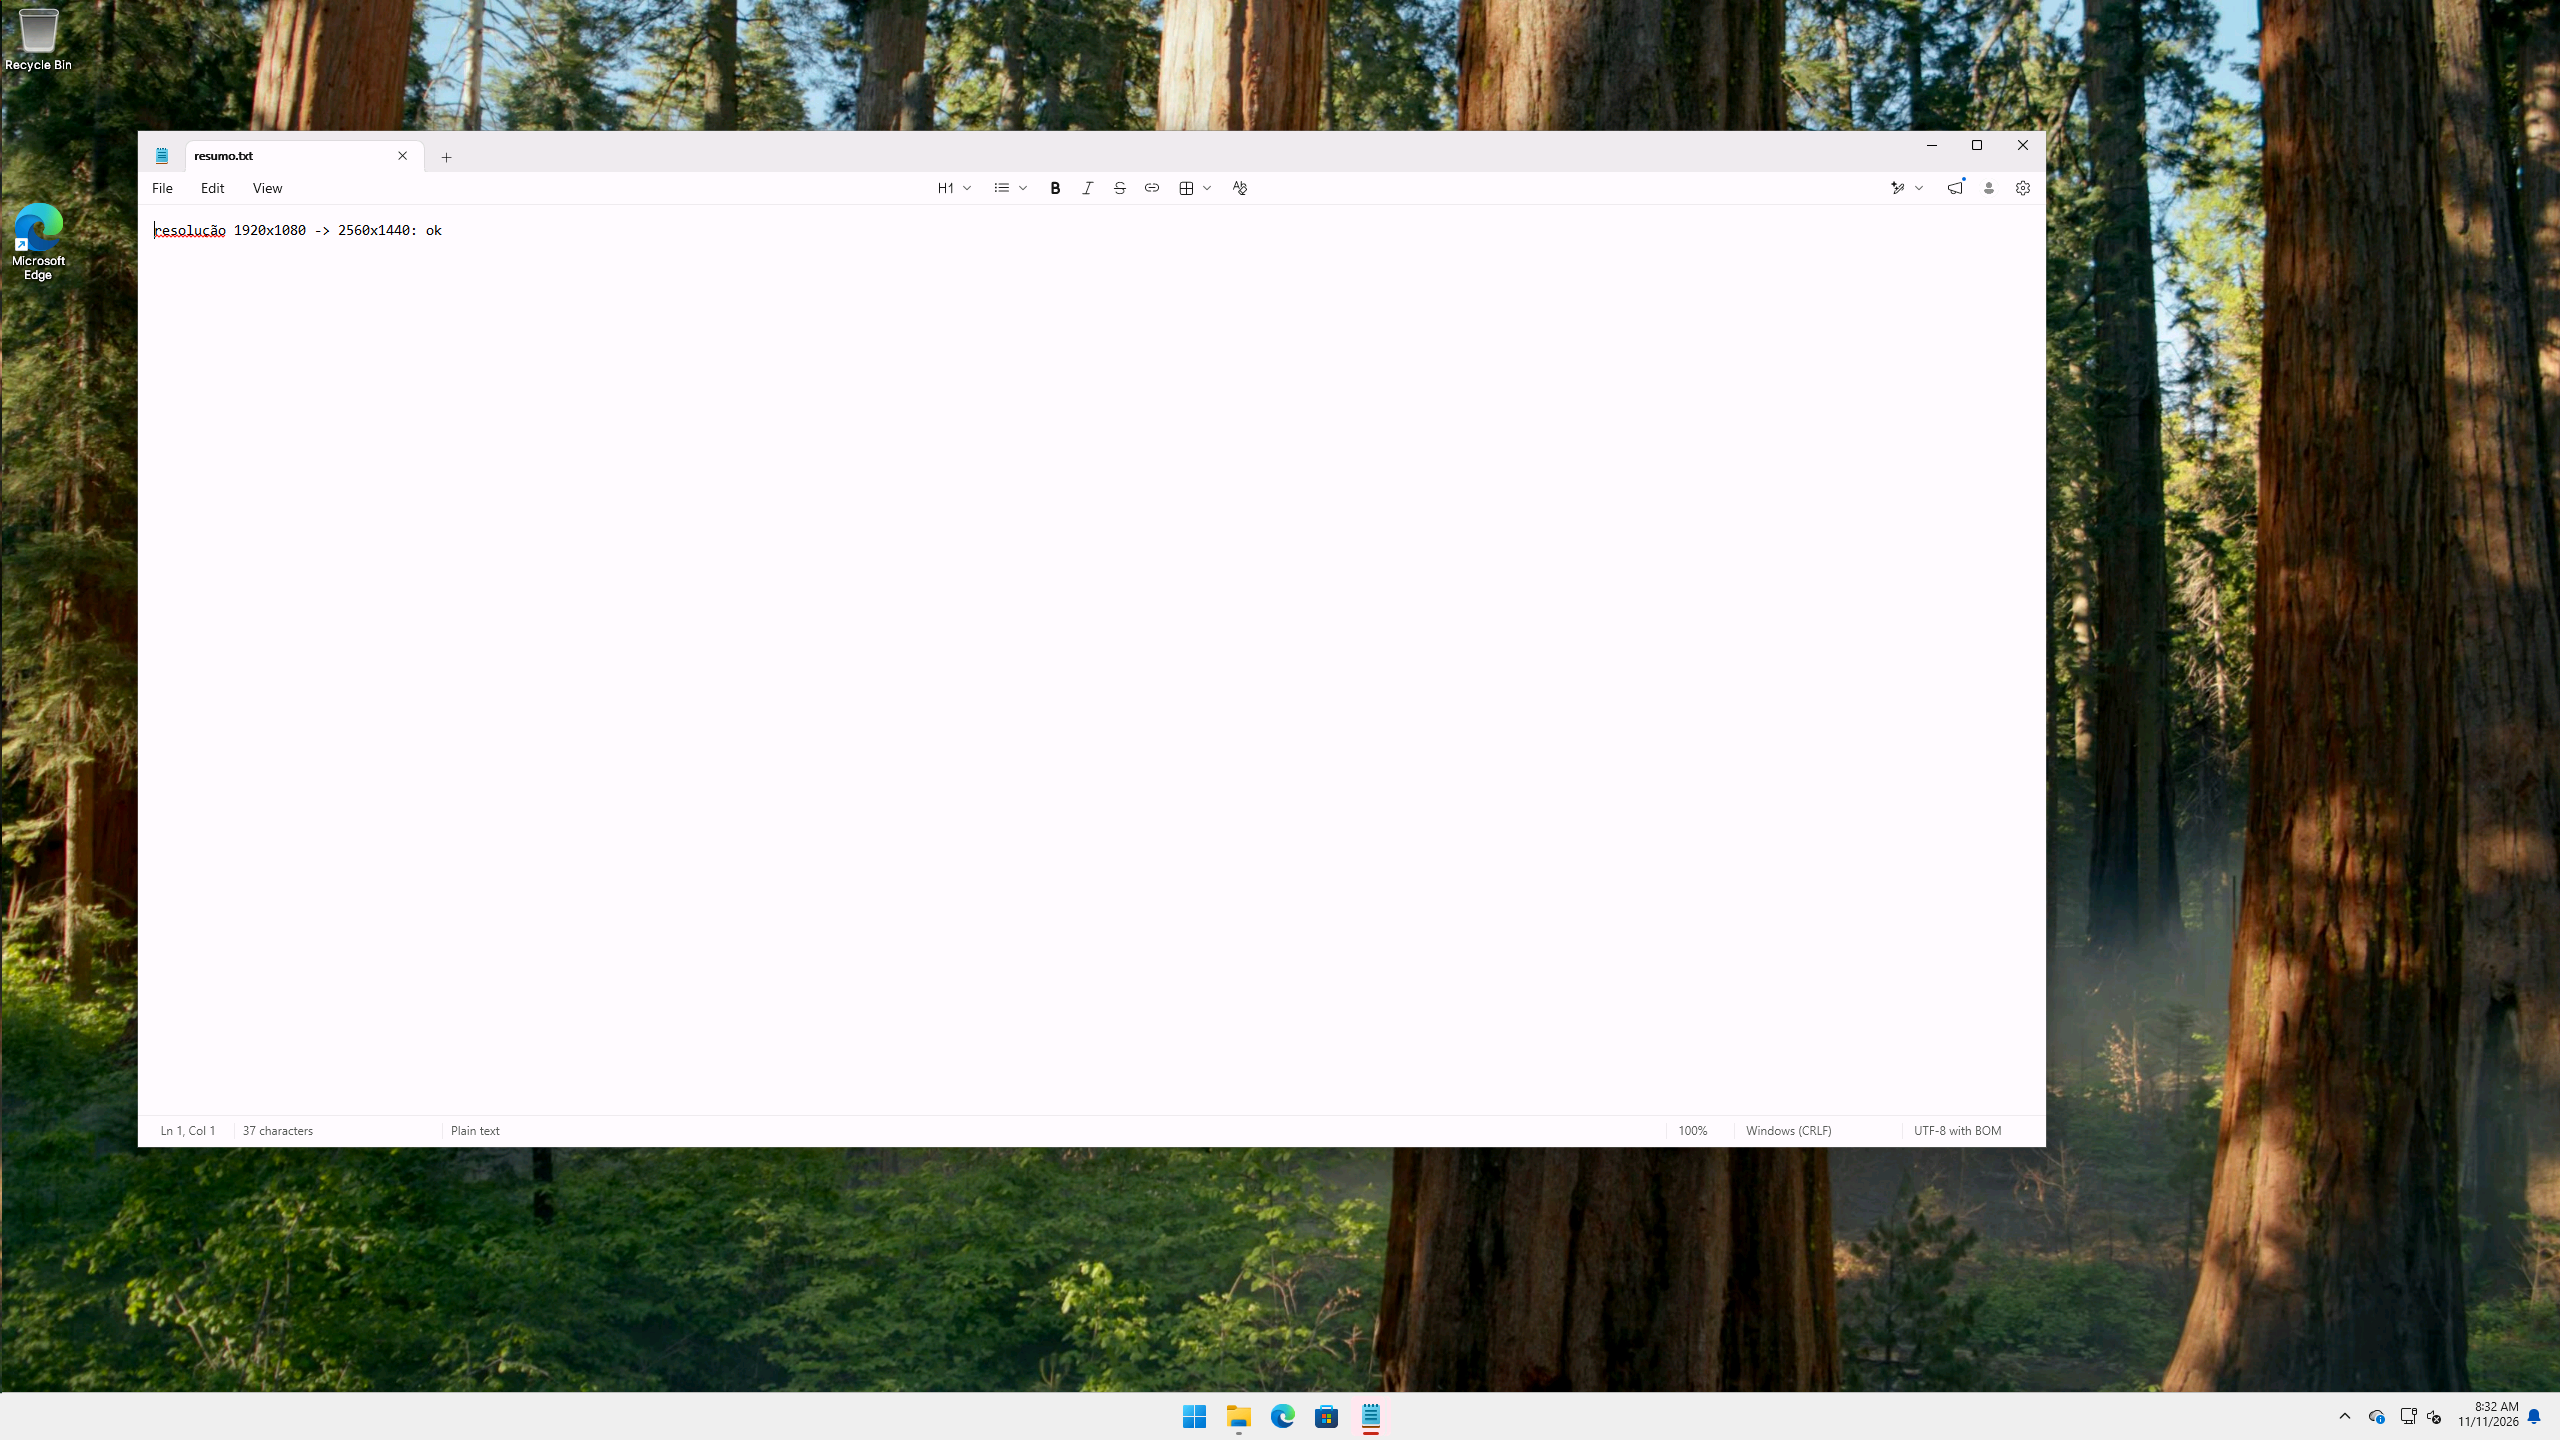 Recycle Bin
Microsoft
Edge
resumo.txt
File Edit View
H1
resolução 1920x1080 -> 2560x1440: ok
Ln 1, Col 1 37 characters Plain text 100% Windows (CRLF) UTF-8 with BOM
8:32 AM
11/11/2026